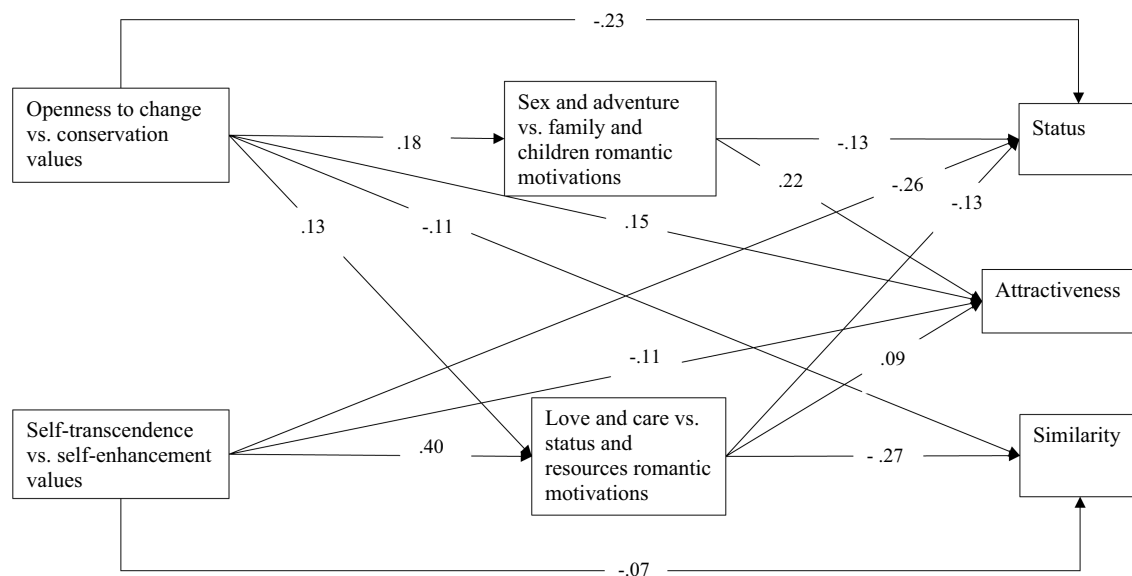 -.23
Openness to change
vs. conservation
values
Sex and adventure
vs. family and
children romantic
motivations
Status
.18
-.13
.22
-.26
-.13
.13
-.11
.15
Attractiveness
-.11
.09
Self-transcendence
vs. self-enhancement
values
Love and care vs.
status and
resources romantic
motivations
Similarity
.40
- .27
-.07